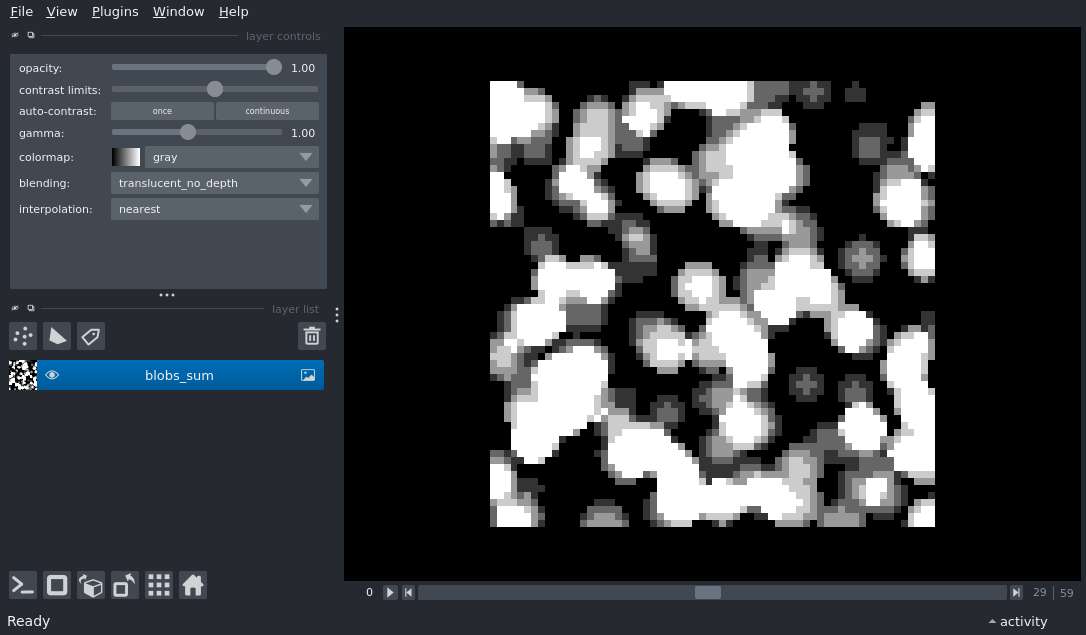 File View Plugins Window Help
layer controls
opacity: 1.00
contrast limits:
auto-contrast: once continuous
gamma: 1.00
colormap: gray
blending: translucent_no_depth
interpolation: nearest
layer list
blobs_sum
0 29 59
Ready activity